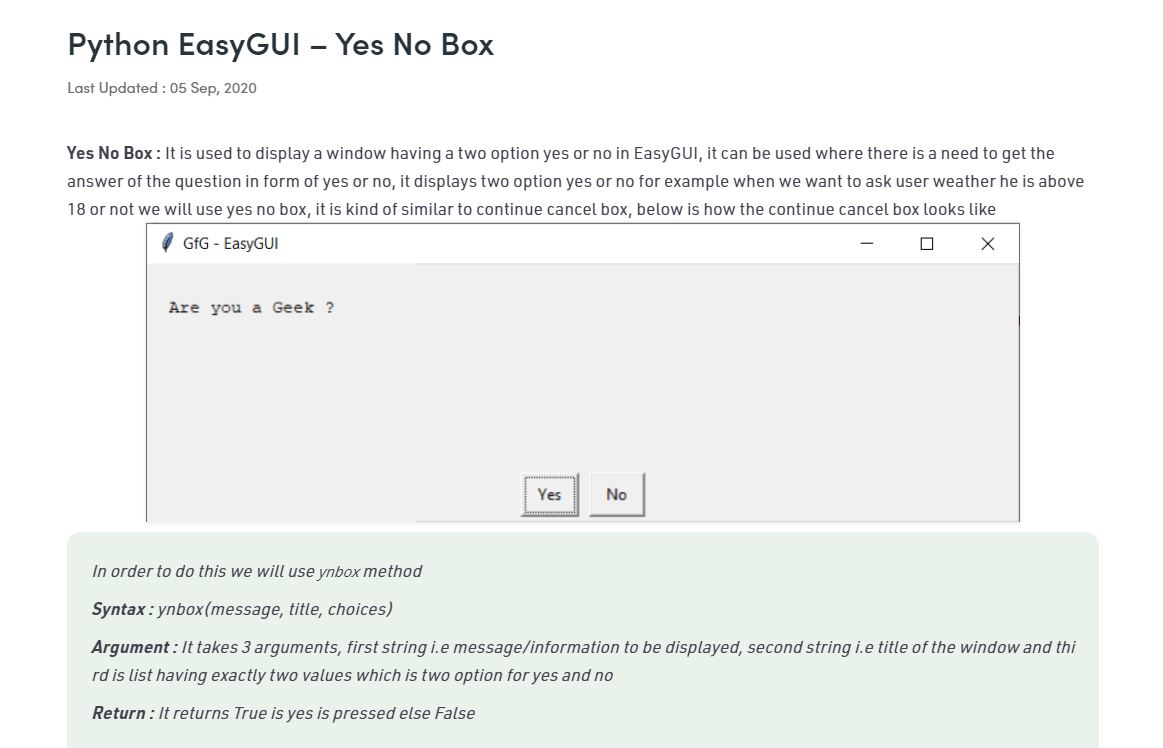 Python EasyGUI – Yes No Box
Last Updated : 05 Sep, 2020
Yes No Box : It is used to display a window having a two option yes or no in EasyGUI, it can be used where there is a need to get the
answer of the question in form of yes or no, it displays two option yes or no for example when we want to ask user weather he is above
18 or not we will use yes no box, it is kind of similar to continue cancel box, below is how the continue cancel box looks like
GfG - EasyGUI
Are you a Geek ?
Yes No
In order to do this we will use ynbox method
Syntax : ynbox(message, title, choices)
Argument : It takes 3 arguments, first string i.e message/information to be displayed, second string i.e title of the window and thi
rd is list having exactly two values which is two option for yes and no
Return : It returns True is yes is pressed else False